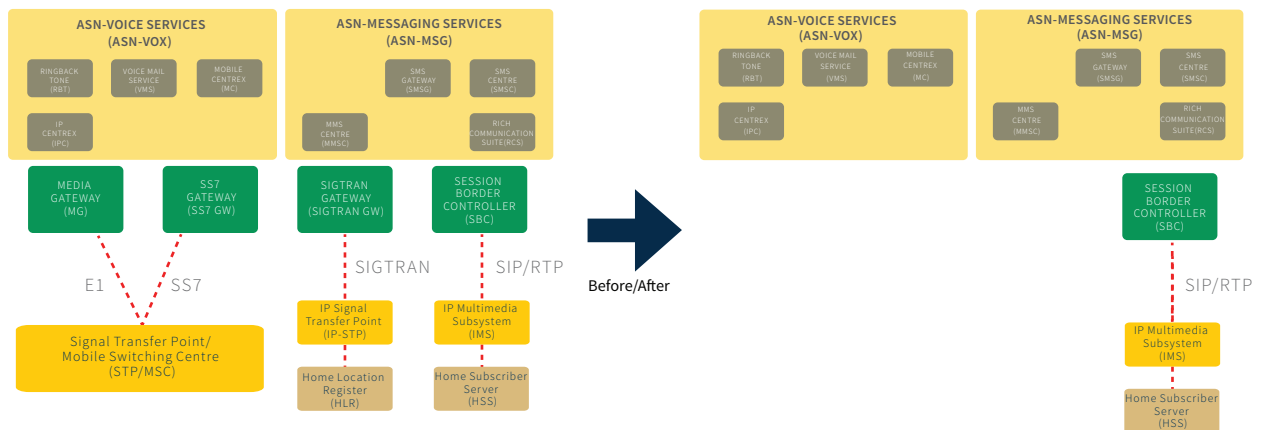 ASN-VOICE SERVICES
(ASN-VOX)
RINGBACK
TONE
(RBT)
VOICE MAIL
SERVICE
(VMS)
MOBILE
CENTREX
(MC)
IP
CENTREX
(IPC)
ASN-MESSAGING SERVICES
(ASN-MSG)
SMS
GATEWAY
(SMSG)
SMS
CENTRE
(SMSC)
MMS
CENTRE
(MMSC)
RICH
COMMUNICATION
SUITE(RCS)
MEDIA
GATEWAY
(MG)
SS7
GATEWAY
(SS7 GW)
SIGTRAN
GATEWAY
(SIGTRAN GW)
SESSION
BORDER
CONTROLLER
(SBC)
E1
SS7
SIGTRAN
SIP/RTP
Signal Transfer Point/
Mobile Switching Centre
(STP/MSC)
IP Signal
Transfer Point
(IP-STP)
IP Multimedia
Subsystem
(IMS)
Home Location
Register
(HLR)
Home Subscriber
Server
(HSS)
Before/After
ASN-VOICE SERVICES
(ASN-VOX)
RINGBACK
TONE
(RBT)
VOICE MAIL
SERVICE
(VMS)
MOBILE
CENTREX
(MC)
IP
CENTREX
(IPC)
ASN-MESSAGING SERVICES
(ASN-MSG)
SMS
GATEWAY
(SMSG)
SMS
CENTRE
(SMSC)
MMS
CENTRE
(MMSC)
RICH
COMMUNICATION
SUITE(RCS)
SESSION
BORDER
CONTROLLER
(SBC)
SIP/RTP
IP Multimedia
Subsystem
(IMS)
Home Subscriber
Server
(HSS)